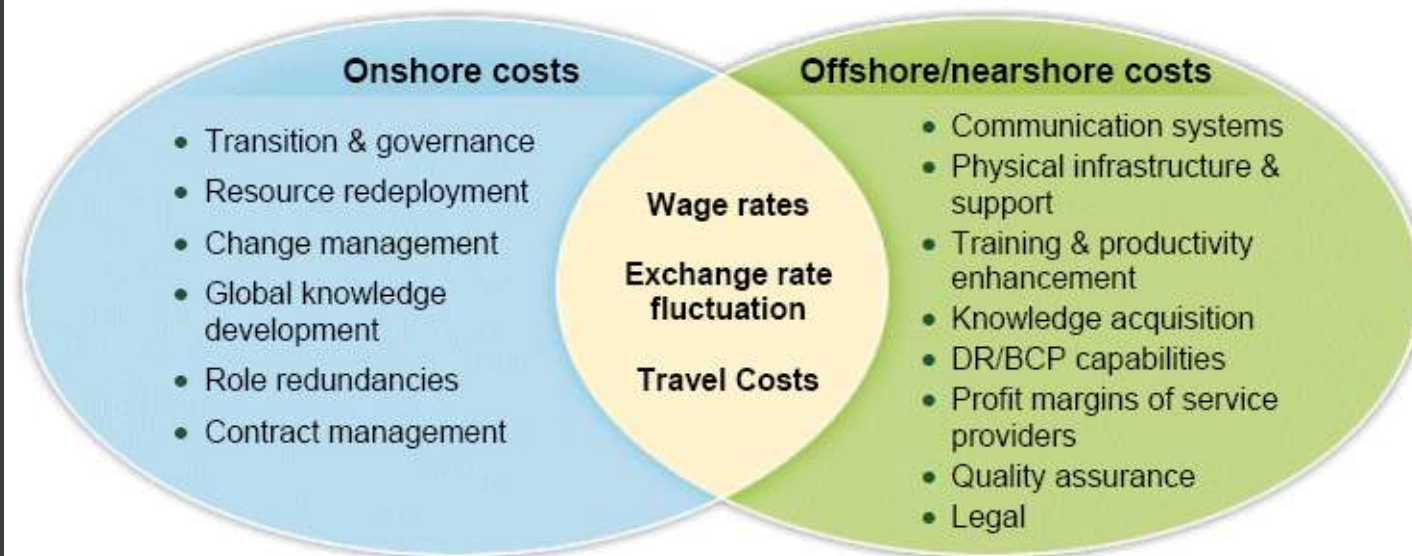 Onshore costs
• Transition & governance
• Resource redeployment
• Change management
• Global knowledge
development
• Role redundancies
• Contract management
Wage rates
Exchange rate
fluctuation
Travel Costs
Offshore/nearshore costs
• Communication systems
• Physical infrastructure &
support
• Training & productivity
enhancement
• Knowledge acquisition
• DR/BCP capabilities
• Profit margins of service
providers
• Quality assurance
• Legal